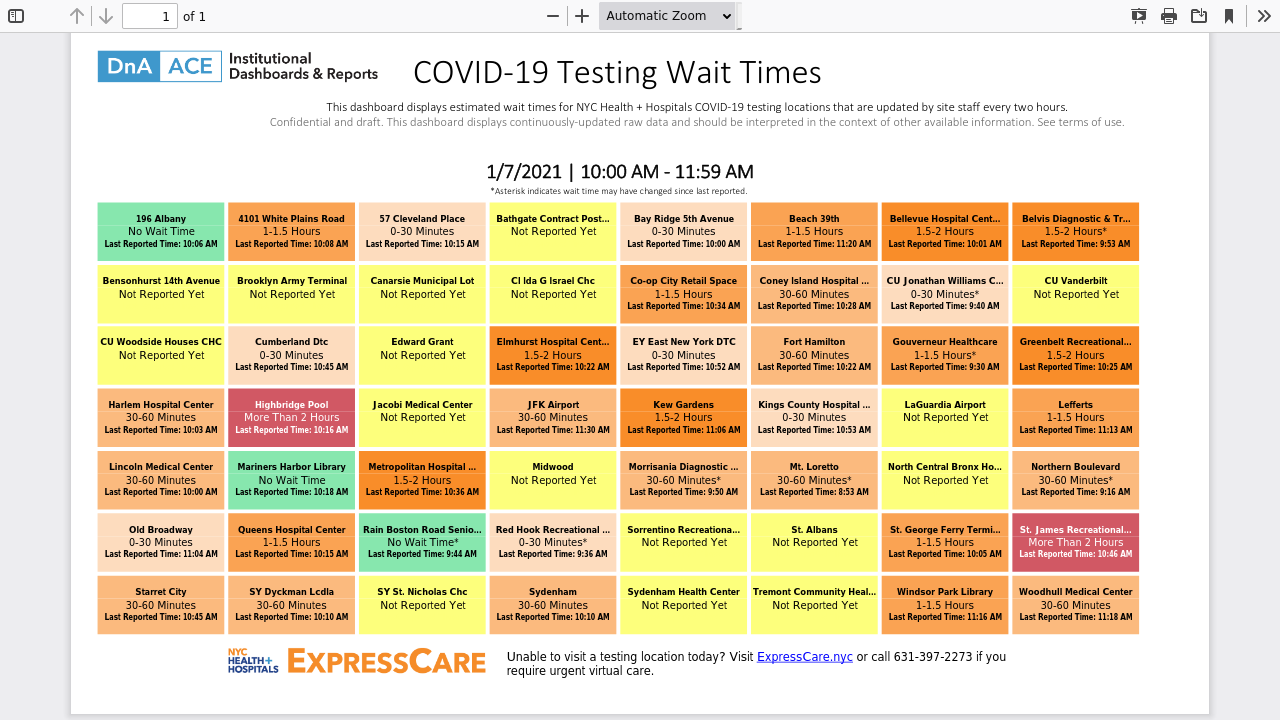 1 of 1 Automatic Zoom
DnA ACE Institutional
Dashboards & Reports
COVID-19 Testing Wait Times
This dashboard displays estimated wait times for NYC Health + Hospitals COVID-19 testing locations that are updated by site staff every two hours.
Confidential and draft. This dashboard displays continuously-updated raw data and should be interpreted in the context of other available information. See terms of use.
1/7/2021 | 10:00 AM - 11:59 AM
*Asterisk indicates wait time may have changed since last reported.
196 Albany
No Wait Time
Last Reported Time: 10:06 AM
4101 White Plains Road
1-1.5 Hours
Last Reported Time: 10:08 AM
57 Cleveland Place
0-30 Minutes
Last Reported Time: 10:15 AM
Bathgate Contract Post...
Not Reported Yet
Bay Ridge 5th Avenue
0-30 Minutes
Last Reported Time: 10:00 AM
Beach 39th
1-1.5 Hours
Last Reported Time: 11:20 AM
Bellevue Hospital Cent...
1.5-2 Hours
Last Reported Time: 10:01 AM
Belvis Diagnostic & Tr...
1.5-2 Hours*
Last Reported Time: 9:53 AM
Bensonhurst 14th Avenue
Not Reported Yet
Brooklyn Army Terminal
Not Reported Yet
Canarsie Municipal Lot
Not Reported Yet
Cl Ida G Israel Chc
Not Reported Yet
Co-op City Retail Space
1-1.5 Hours
Last Reported Time: 10:34 AM
Coney Island Hospital ...
30-60 Minutes
Last Reported Time: 10:28 AM
CU Jonathan Williams C...
0-30 Minutes*
Last Reported Time: 9:40 AM
CU Vanderbilt
Not Reported Yet
CU Woodside Houses CHC
Not Reported Yet
Cumberland Dtc
0-30 Minutes
Last Reported Time: 10:45 AM
Edward Grant
Not Reported Yet
Elmhurst Hospital Cent...
1.5-2 Hours
Last Reported Time: 10:22 AM
EY East New York DTC
0-30 Minutes
Last Reported Time: 10:52 AM
Fort Hamilton
30-60 Minutes
Last Reported Time: 10:22 AM
Gouverneur Healthcare
1-1.5 Hours*
Last Reported Time: 9:30 AM
Greenbelt Recreational...
1.5-2 Hours
Last Reported Time: 10:25 AM
Harlem Hospital Center
30-60 Minutes
Last Reported Time: 10:03 AM
Highbridge Pool
More Than 2 Hours
Last Reported Time: 10:16 AM
Jacobi Medical Center
Not Reported Yet
JFK Airport
30-60 Minutes
Last Reported Time: 11:30 AM
Kew Gardens
1.5-2 Hours
Last Reported Time: 11:06 AM
Kings County Hospital ...
0-30 Minutes
Last Reported Time: 10:53 AM
LaGuardia Airport
Not Reported Yet
Lefferts
1-1.5 Hours
Last Reported Time: 11:13 AM
Lincoln Medical Center
30-60 Minutes
Last Reported Time: 10:00 AM
Mariners Harbor Library
No Wait Time
Last Reported Time: 10:18 AM
Metropolitan Hospital ...
1.5-2 Hours
Last Reported Time: 10:36 AM
Midwood
Not Reported Yet
Morrisania Diagnostic ...
30-60 Minutes*
Last Reported Time: 9:50 AM
Mt. Loretto
30-60 Minutes*
Last Reported Time: 8:53 AM
North Central Bronx Ho...
Not Reported Yet
Northern Boulevard
30-60 Minutes*
Last Reported Time: 9:16 AM
Old Broadway
0-30 Minutes
Last Reported Time: 11:04 AM
Queens Hospital Center
1-1.5 Hours
Last Reported Time: 10:15 AM
Rain Boston Road Senio...
No Wait Time*
Last Reported Time: 9:44 AM
Red Hook Recreational ...
0-30 Minutes*
Last Reported Time: 9:36 AM
Sorrentino Recreationa...
Not Reported Yet
St. Albans
Not Reported Yet
St. George Ferry Termi...
1-1.5 Hours
Last Reported Time: 10:05 AM
St. James Recreational...
More Than 2 Hours
Last Reported Time: 10:46 AM
Starret City
30-60 Minutes
Last Reported Time: 10:45 AM
SY Dyckman Lcdla
30-60 Minutes
Last Reported Time: 10:10 AM
SY St. Nicholas Chc
Not Reported Yet
Sydenham
30-60 Minutes
Last Reported Time: 10:10 AM
Sydenham Health Center
Not Reported Yet
Tremont Community Heal...
Not Reported Yet
Windsor Park Library
1-1.5 Hours
Last Reported Time: 11:16 AM
Woodhull Medical Center
30-60 Minutes
Last Reported Time: 11:18 AM
NYC
HEALTH+
HOSPITALS
EXPRESSCARE
Unable to visit a testing location today? Visit ExpressCare.nyc or call 631-397-2273 if you
require urgent virtual care.